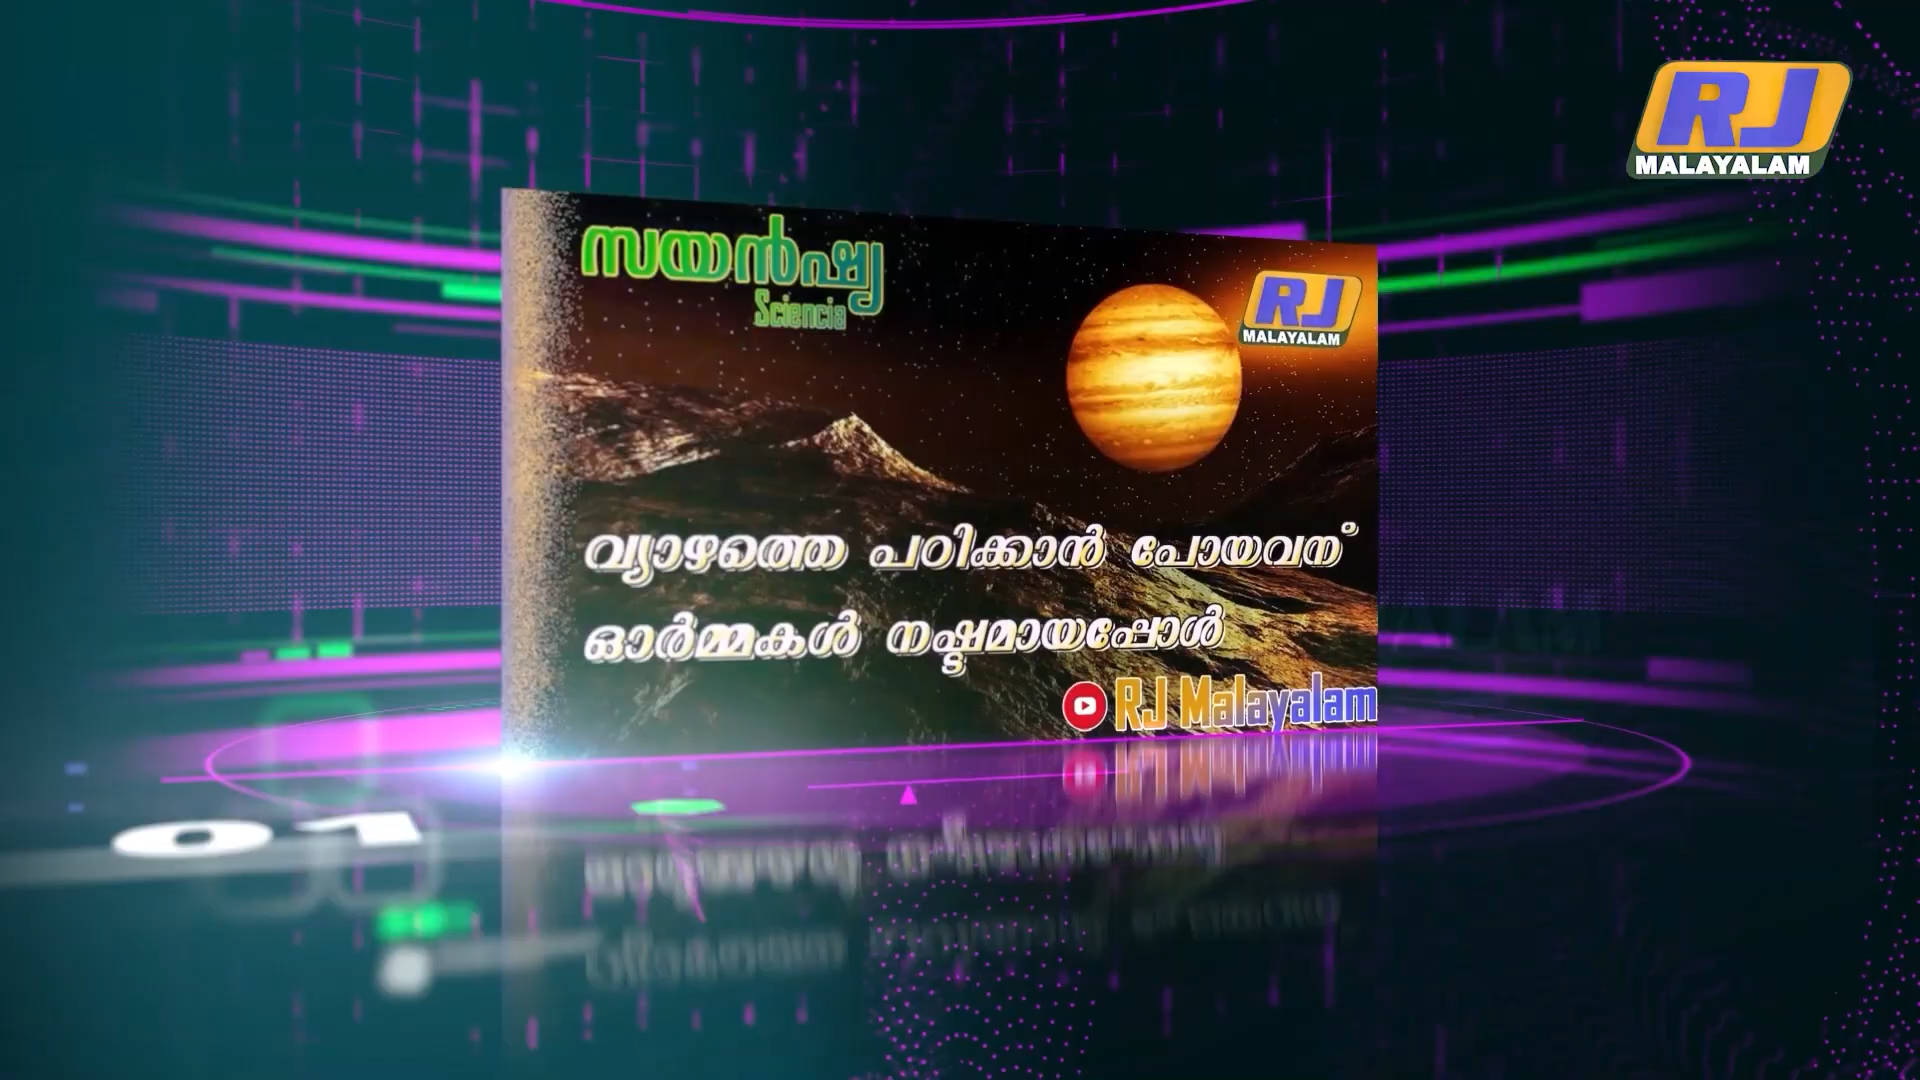 RJ
MALAYALAM
സയൻഷ്യ
Sciencia
RJ
MALAYALAM
വ്യാഴത്തെ പഠിക്കാൻ പോയവന്
ഓർമ്മകൾ നഷ്ടമായപ്പോൾ
RJ Malayalam
01